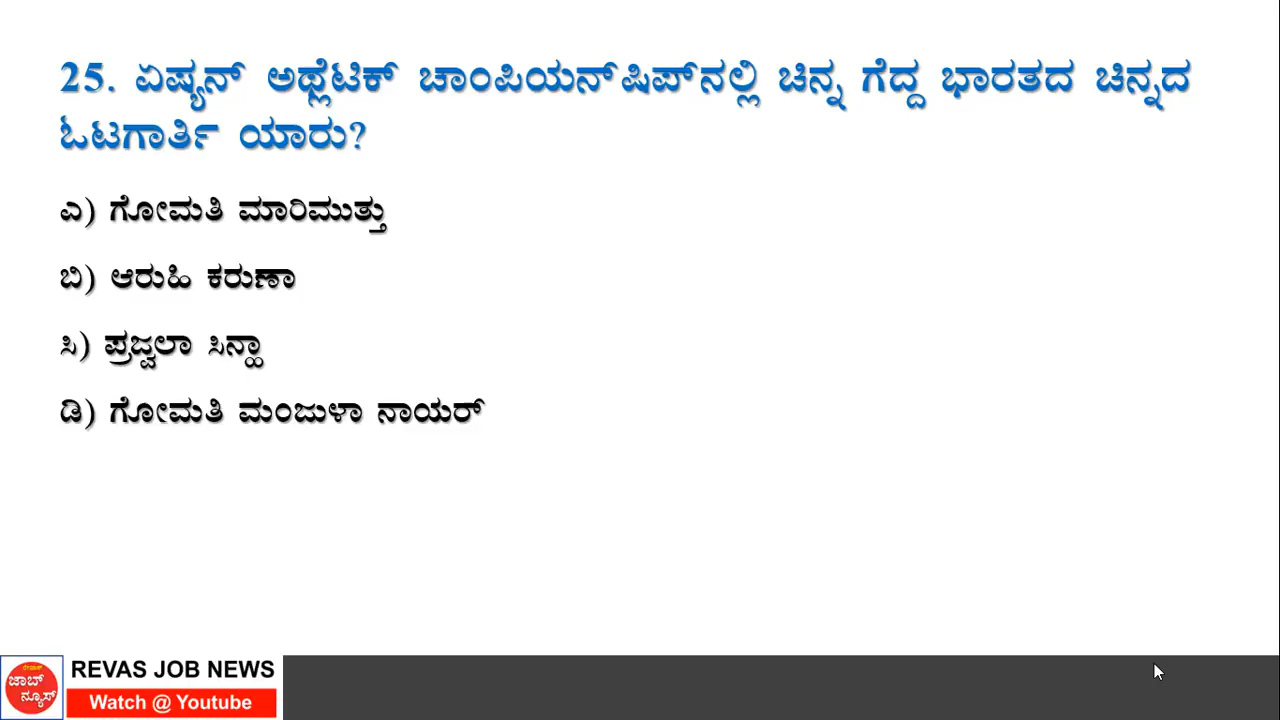 25. ಏಷ್ಯನ್ ಅಥ್ಲೆಟಿಕ್ ಚಾಂಪಿಯನ್‌ಷಿಪ್‌ನಲ್ಲಿ ಚಿನ್ನ ಗೆದ್ದ ಭಾರತದ ಚಿನ್ನದ
ಓಟಗಾರ್ತಿ ಯಾರು?
ಎ) ಗೋಮತಿ ಮಾರಿಮುತ್ತು
ಬಿ) ಆರುಹಿ ಕರುಣಾ
ಸಿ) ಪ್ರಜ್ವಲಾ ಸಿನ್ಹಾ
ಡಿ) ಗೋಮತಿ ಮಂಜುಳಾ ನಾಯರ್
ಜಾಬ್
ನ್ಯೂಸ್
REVAS JOB NEWS
Watch @ Youtube